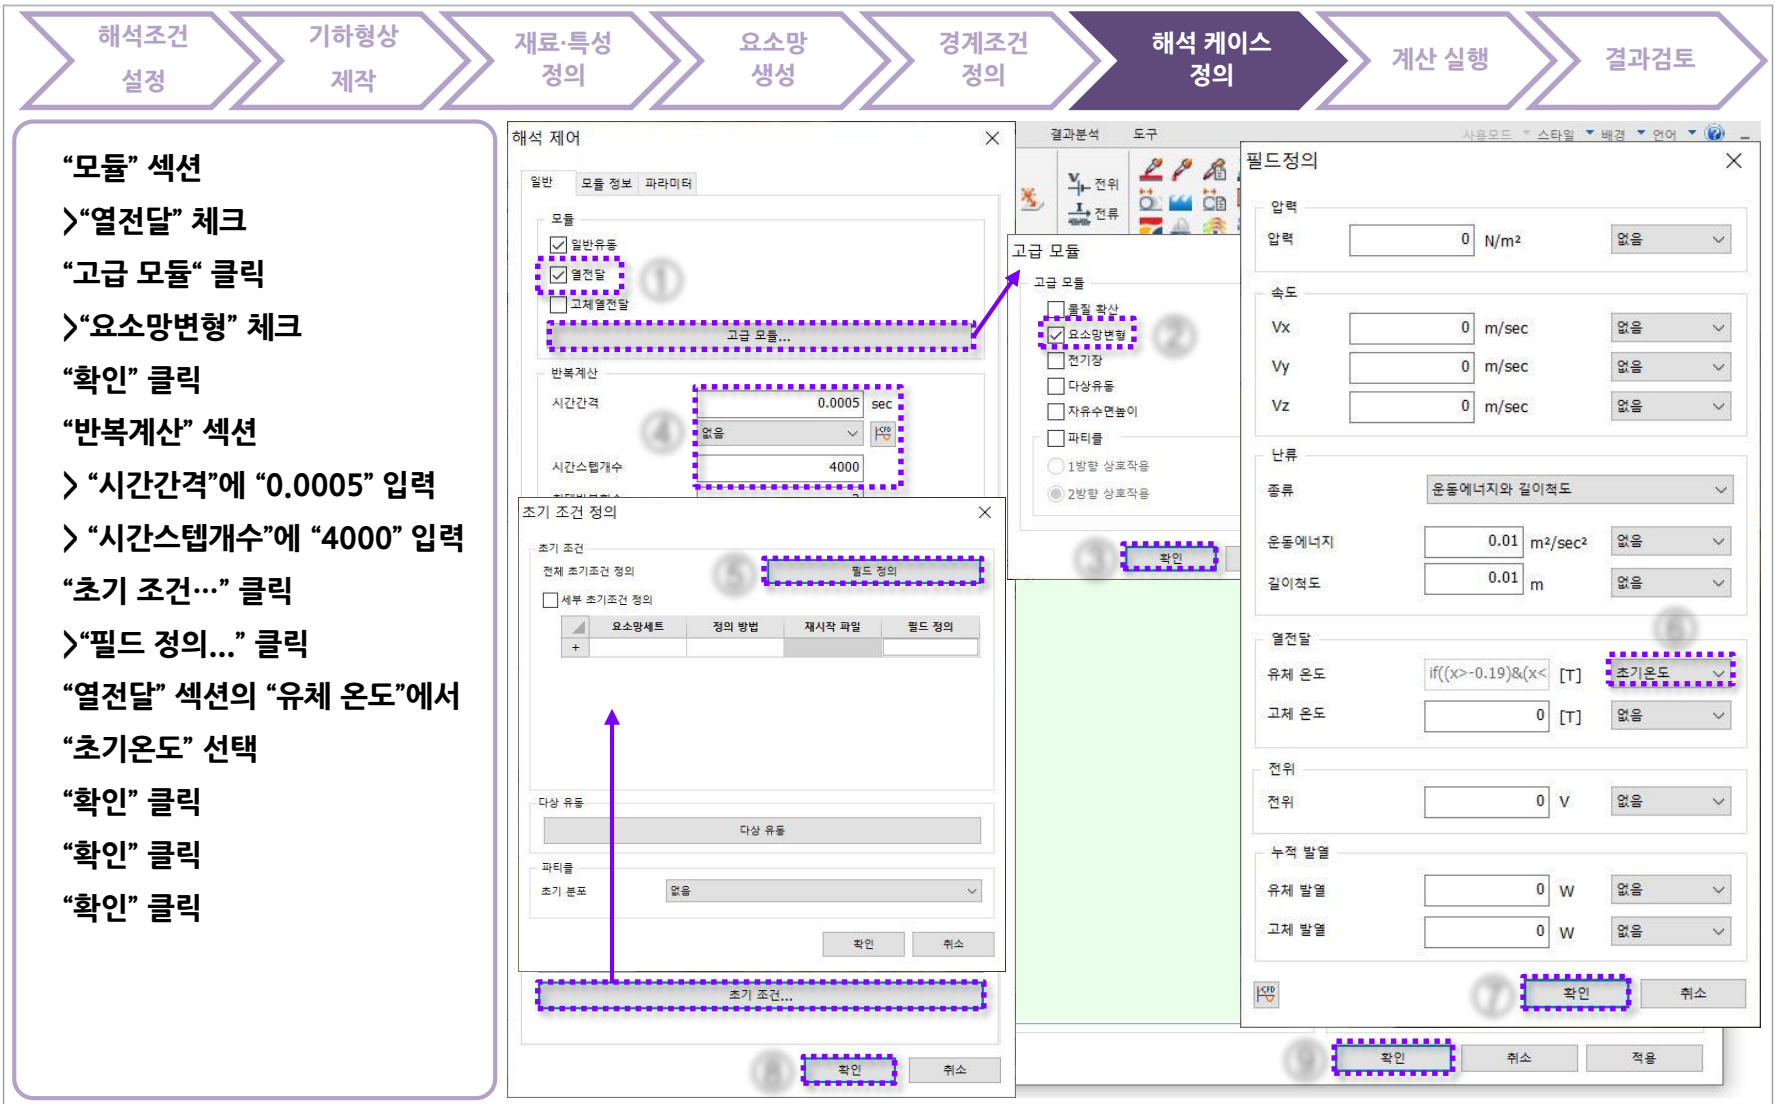 해석조건
설정
기하형상
제작
재료·특성
정의
요소망
생성
경계조건
정의
해석 케이스
정의
계산 실행
결과검토
“모듈” 섹션
>“열전달” 체크
“고급 모듈“ 클릭
>“요소망변형” 체크
“확인” 클릭
“반복계산” 섹션
> “시간간격”에 “0.0005” 입력
> “시간스텝개수”에 “4000” 입력
“초기 조건…” 클릭
>“필드 정의...” 클릭
“열전달” 섹션의 “유체 온도”에서
“초기온도” 선택
“확인” 클릭
“확인” 클릭
“확인” 클릭
해석 제어
일반 모듈 정보 파라미터
모듈
일반유동
열전달 ①
고체열전달
고급 모듈...
반복계산
시간간격 0.0005 sec
④ 없음
시간스텝개수 4000
초기 조건 정의
초기 조건
전체 초기조건 정의 ⑤ 필드 정의
세부 초기조건 정의
요소망세트 정의 방법 재시작 파일 필드 정의
+
다상 유동
다상 유동
파티클
초기 분포 없음
확인 취소
초기 조건...
⑧ 확인 취소
결과분석 도구 사용모드 스타일 배경 언어
V 전위
I 전류
고급 모듈
고급 모듈
물질 확산
요소망변형 ②
전기장
다상유동
자유수면높이
파티클
1방향 상호작용
2방향 상호작용
③ 확인
필드정의
압력
압력 0 N/m² 없음
속도
Vx 0 m/sec 없음
Vy 0 m/sec 없음
Vz 0 m/sec 없음
난류
종류 운동에너지와 길이척도
운동에너지 0.01 m²/sec² 없음
길이척도 0.01 m 없음
⑥
열전달
유체 온도 if((x>-0.19)&(x< [T] 초기온도
고체 온도 0 [T] 없음
전위
전위 0 V 없음
누적 발열
유체 발열 0 W 없음
고체 발열 0 W 없음
⑦ 확인 취소
⑨ 확인 취소 적용